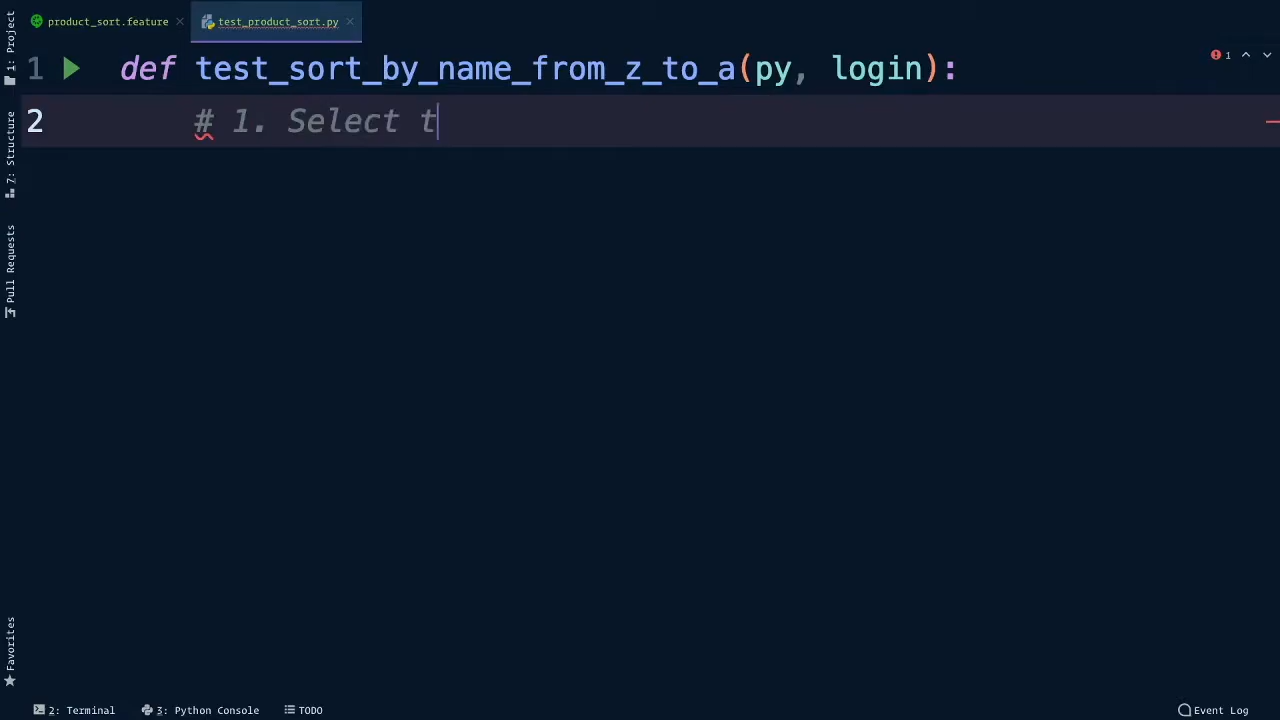 product_sort.feature
test_product_sort.py
1: Project
1 def test_sort_by_name_from_z_to_a(py, login):
1
2 # 1. Select t
7: Structure
Pull Requests
Favorites
2: Terminal
3: Python Console
TODO
Event Log